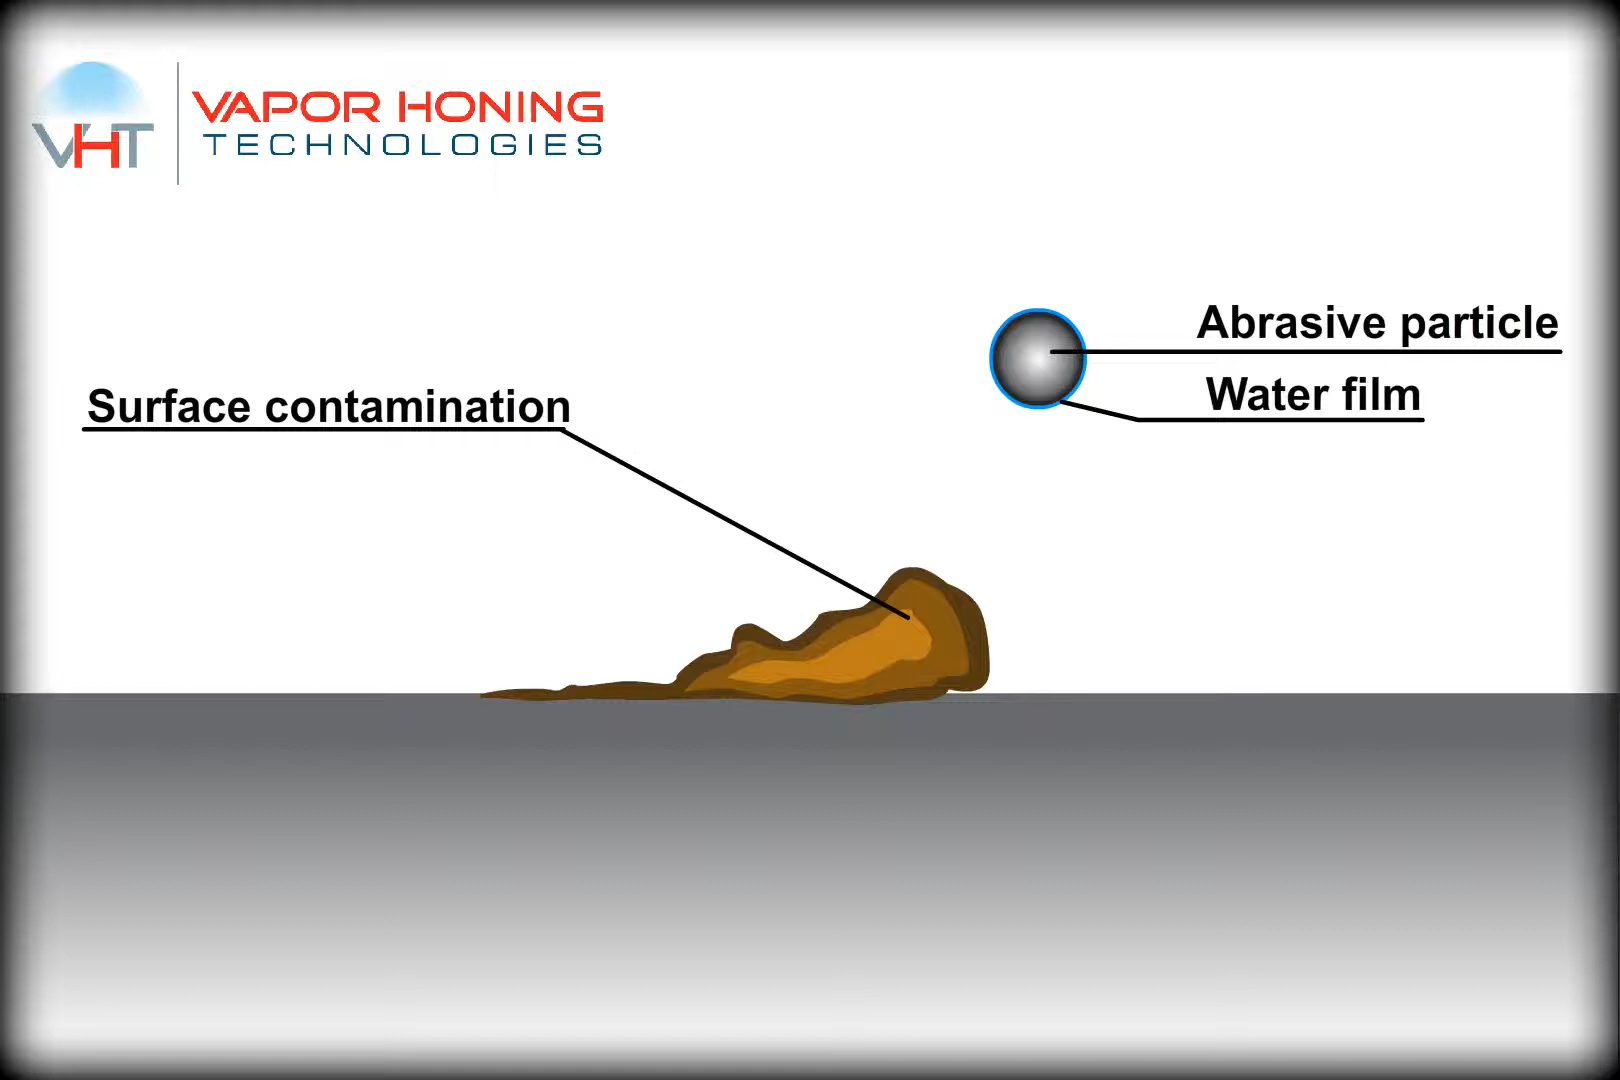 VHT
VAPOR HONING
TECHNOLOGIES
Abrasive particle
Water film
Surface contamination